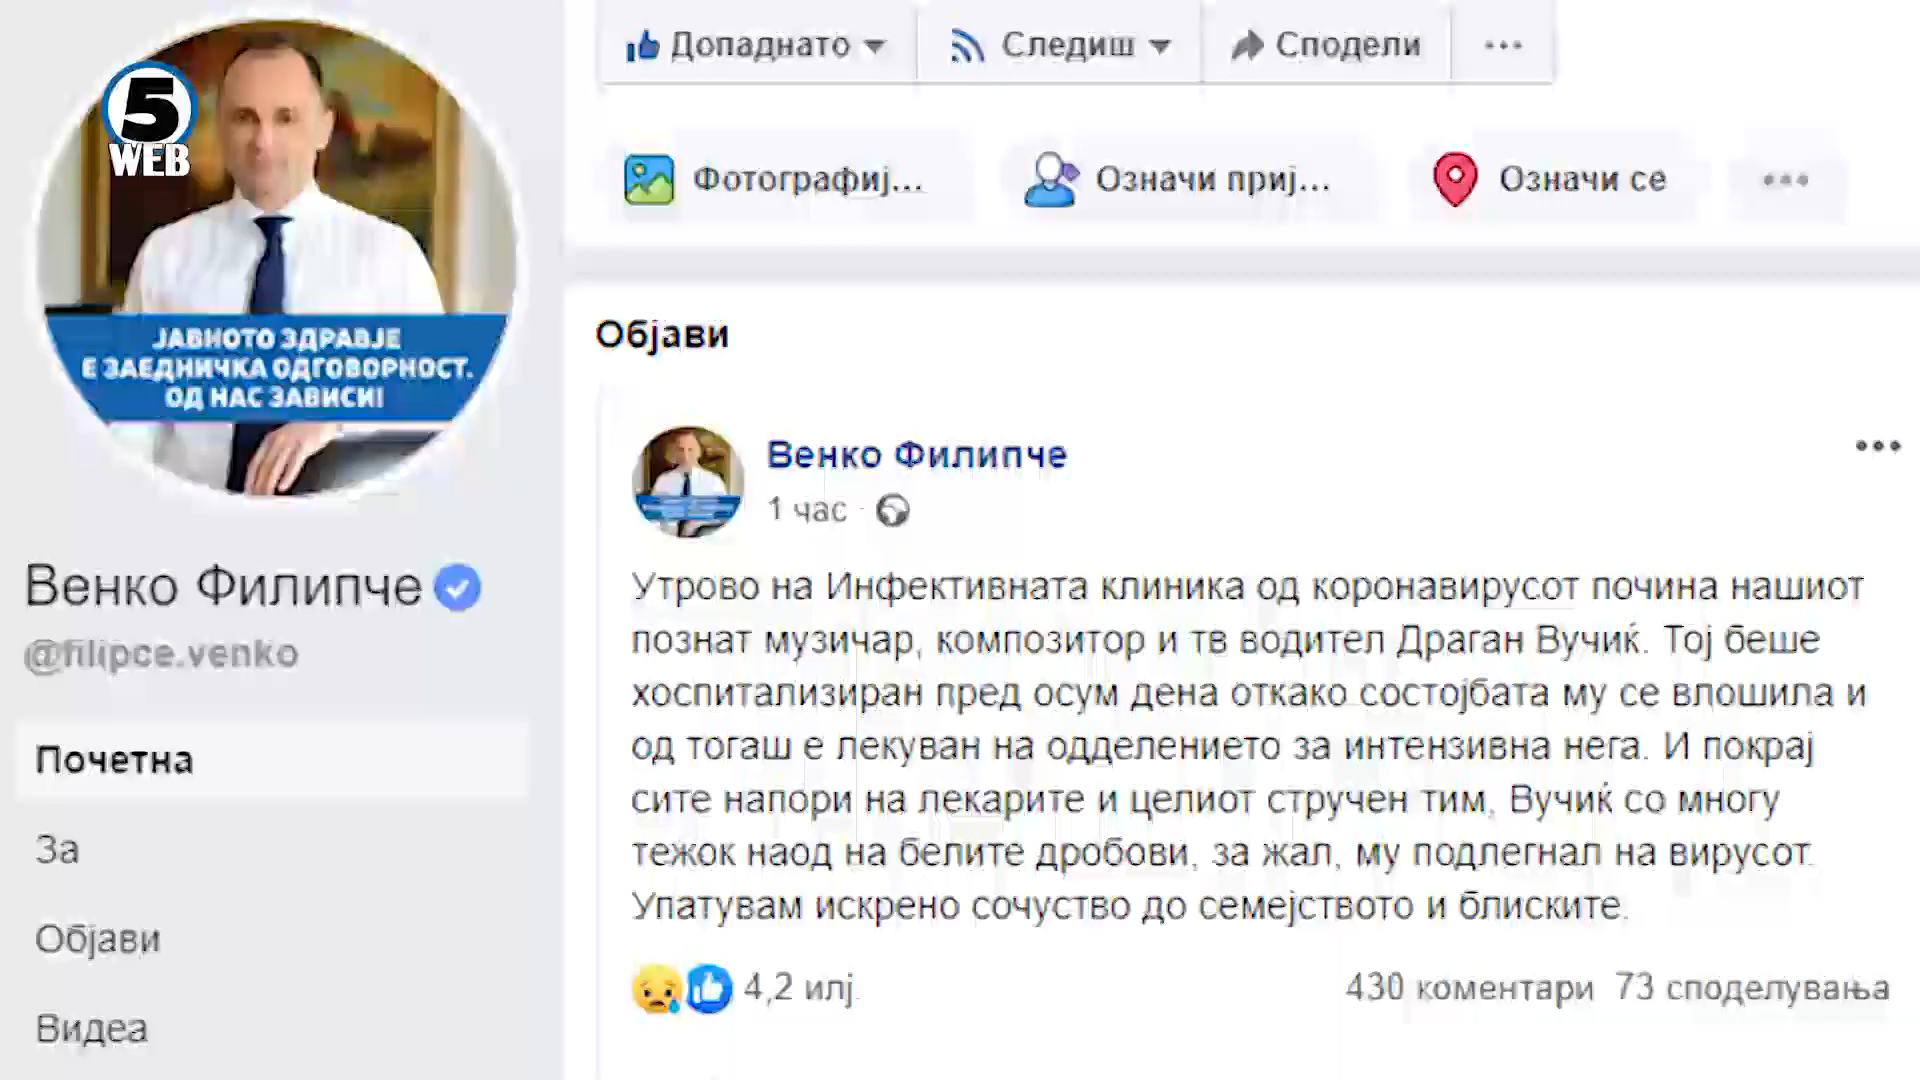 5
WEB
ЈАВНОТО ЗДРАВЈЕ
Е ЗАЕДНИЧКА ОДГОВОРНОСТ.
ОД НАС ЗАВИСИ!
Венко Филипче
@filipce.venko
Почетна
За
Објави
Видеа
Допаднато
Следиш
Сподели
Фотографиј...
Означи приј...
Означи се
Објави
Венко Филипче
1 час ·
Утрово на Инфективната клиника од коронавирусот почина нашиот
познат музичар, композитор и тв водител Драган Вучиќ. Тој беше
хоспитализиран пред осум дена откако состојбата му се влошила и
од тогаш е лекуван на одделението за интензивна нега. И покрај
сите напори на лекарите и целиот стручен тим, Вучиќ со многу
тежок наод на белите дробови, за жал, му подлегнал на вирусот.
Упатувам искрено сочуство до семејството и блиските.
4,2 илј.
430 коментари 73 споделувања